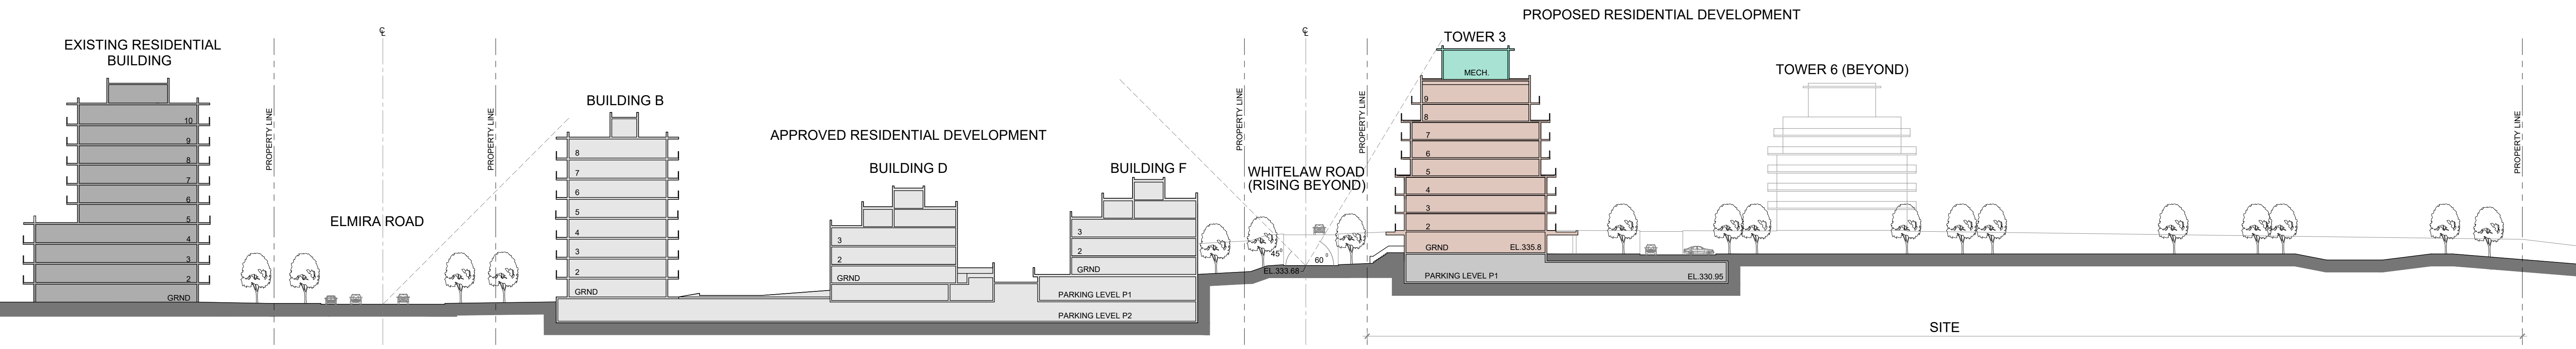 EXISTING RESIDENTIAL
BUILDING
10
9
8
7
6
5
4
3
2
GRND
PROPERTY LINE
℄
ELMIRA ROAD
PROPERTY LINE
BUILDING B
8
7
6
5
4
3
2
GRND
APPROVED RESIDENTIAL DEVELOPMENT
BUILDING D
3
2
GRND
BUILDING F
3
2
GRND
PARKING LEVEL P1
PARKING LEVEL P2
PROPERTY LINE
℄
WHITELAW ROAD
(RISING BEYOND)
45°
60°
EL.333.68
PROPERTY LINE
PROPOSED RESIDENTIAL DEVELOPMENT
TOWER 3
MECH.
9
8
7
6
5
4
3
2
GRND
EL.335.8
PARKING LEVEL P1
EL.330.95
TOWER 6 (BEYOND)
PROPERTY LINE
SITE